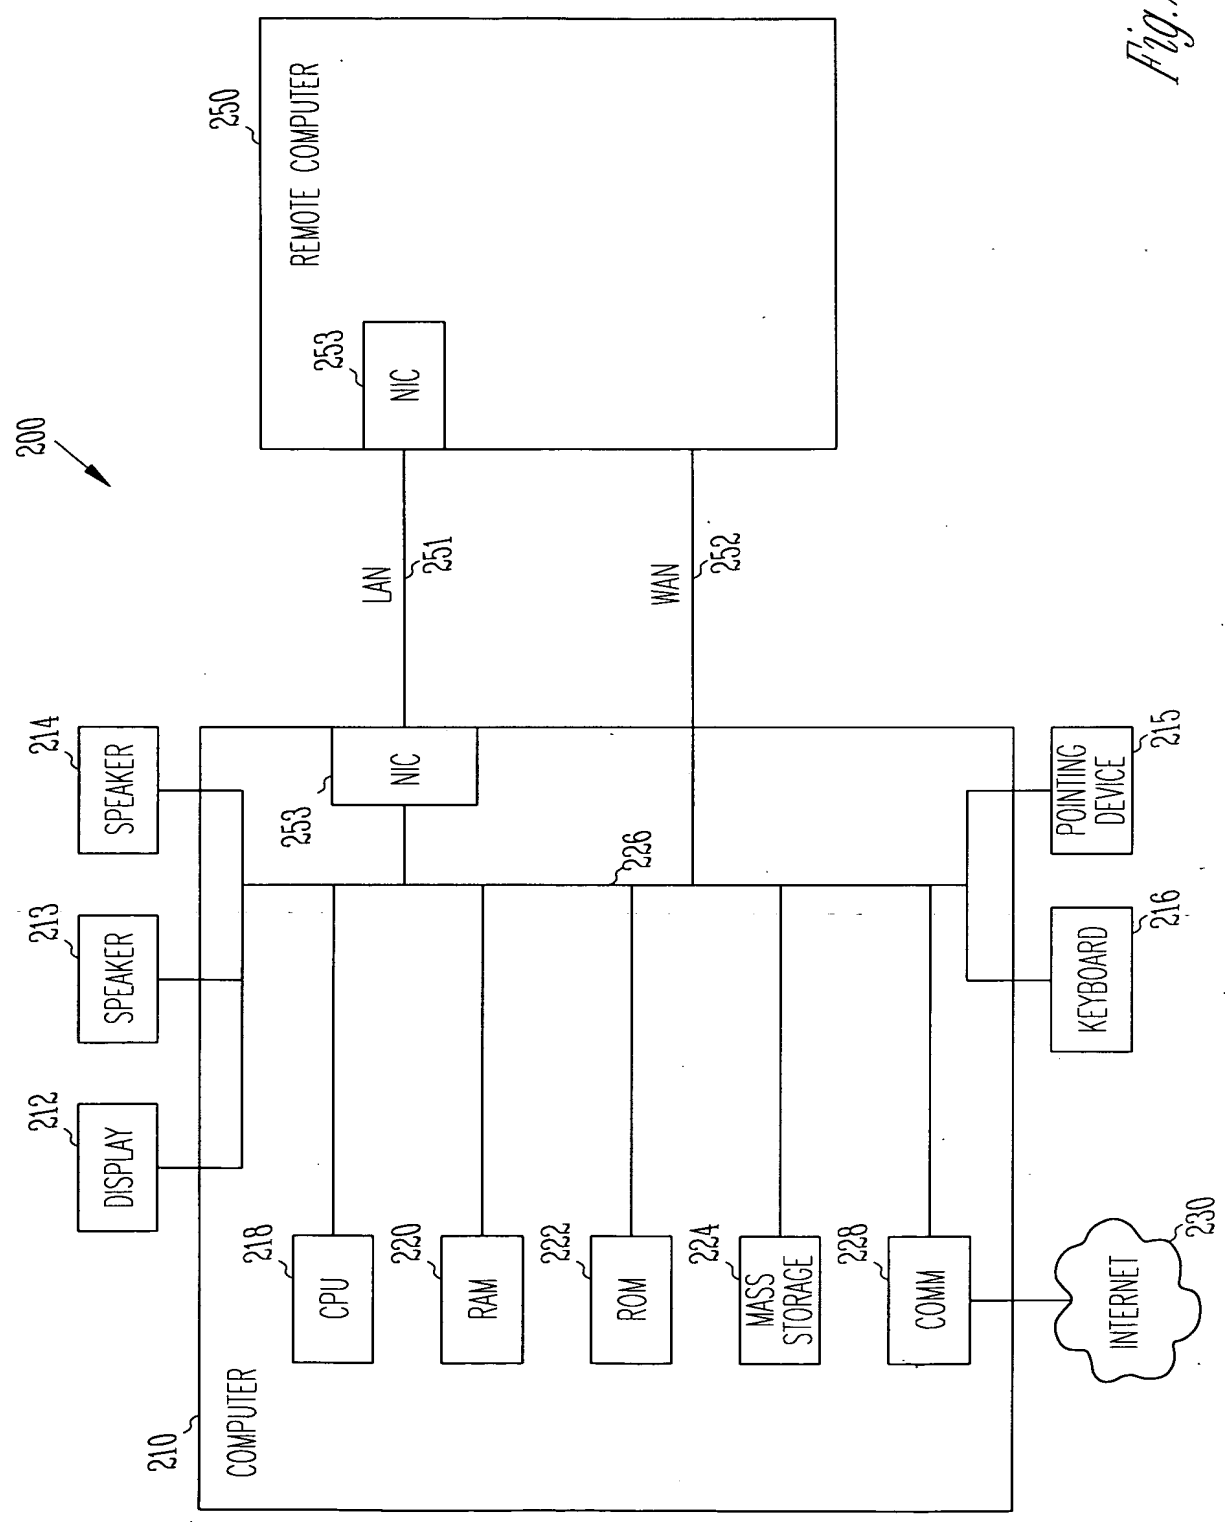 200
212
DISPLAY
213
SPEAKER
214
SPEAKER
210
COMPUTER
218
CPU
220
RAM
222
ROM
224
MASS
STORAGE
228
COMM
226
253
NIC
LAN
251
WAN
252
250
REMOTE COMPUTER
253
NIC
230
INTERNET
216
KEYBOARD
215
POINTING
DEVICE
Fig.